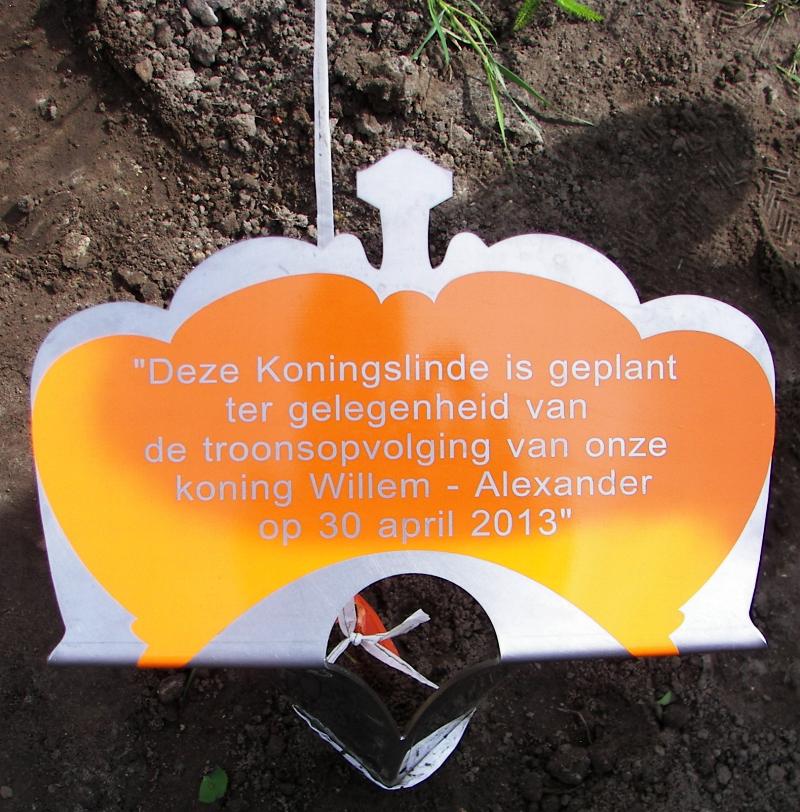 "Deze Koningslinde is geplant
ter gelegenheid van
de troonsopvolging van onze
koning Willem - Alexander
op 30 april 2013"